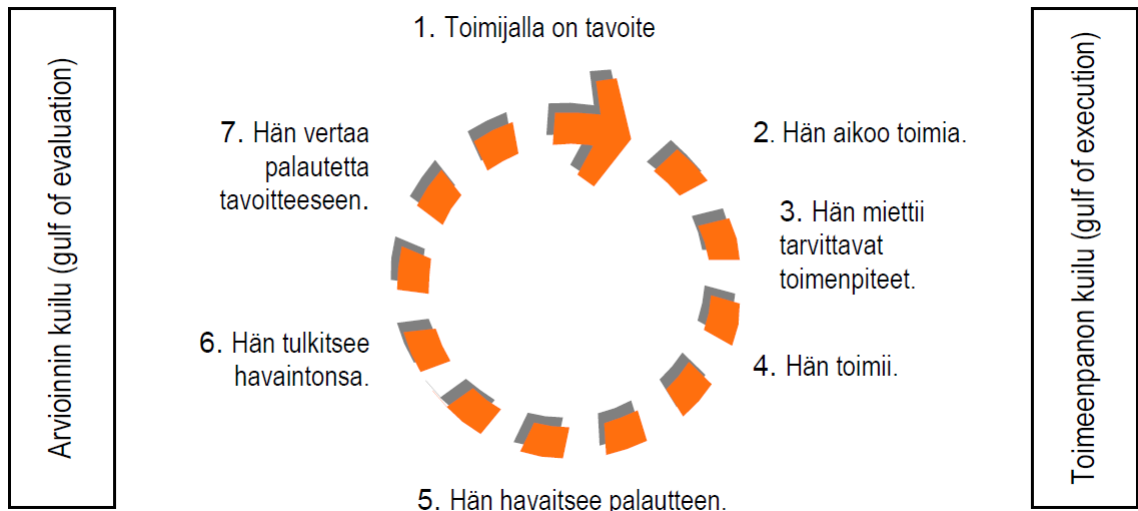 Arvioinnin kuilu (gulf of evaluation)
1. Toimijalla on tavoite
2. Hän aikoo toimia.
3. Hän miettii
tarvittavat
toimenpiteet.
4. Hän toimii.
5. Hän havaitsee palautteen.
6. Hän tulkitsee
havaintonsa.
7. Hän vertaa
palautetta
tavoitteeseen.
Toimeenpanon kuilu (gulf of execution)